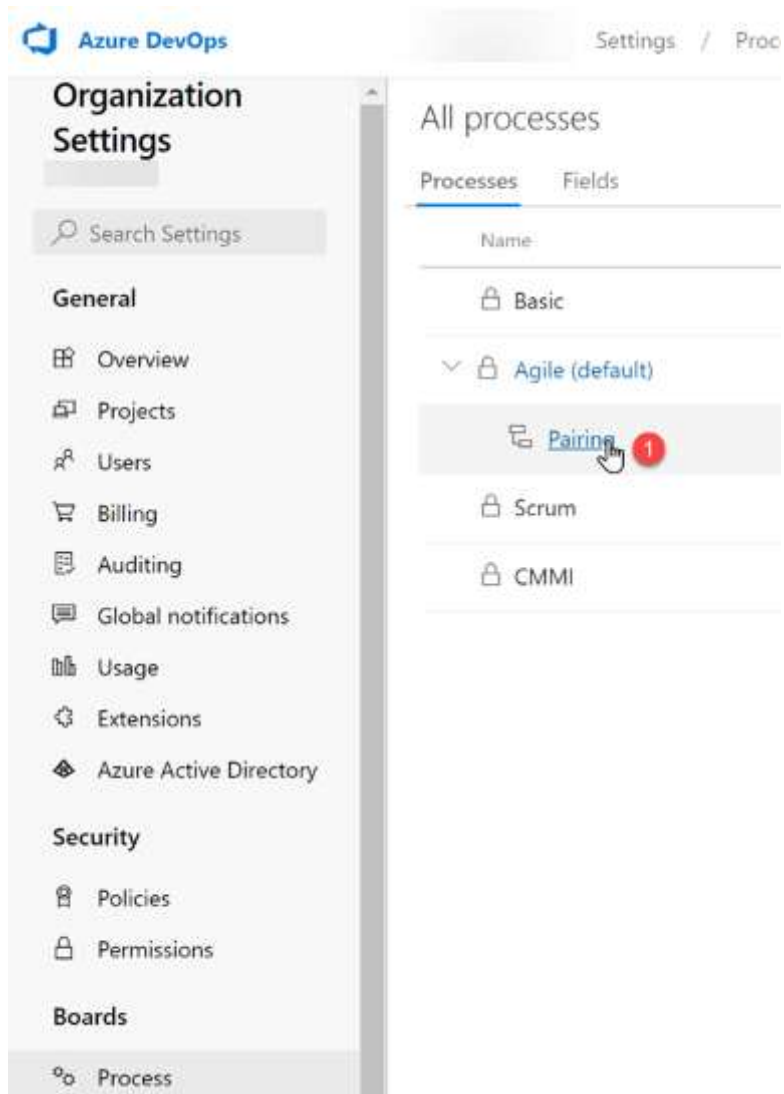 Azure DevOps
Settings / Proc
Organization
Settings
Search Settings
General
Overview
Projects
Users
Billing
Auditing
Global notifications
Usage
Extensions
Azure Active Directory
Security
Policies
Permissions
Boards
Process
All processes
Processes Fields
Name
Basic
Agile (default)
Pairing 1
Scrum
CMMI